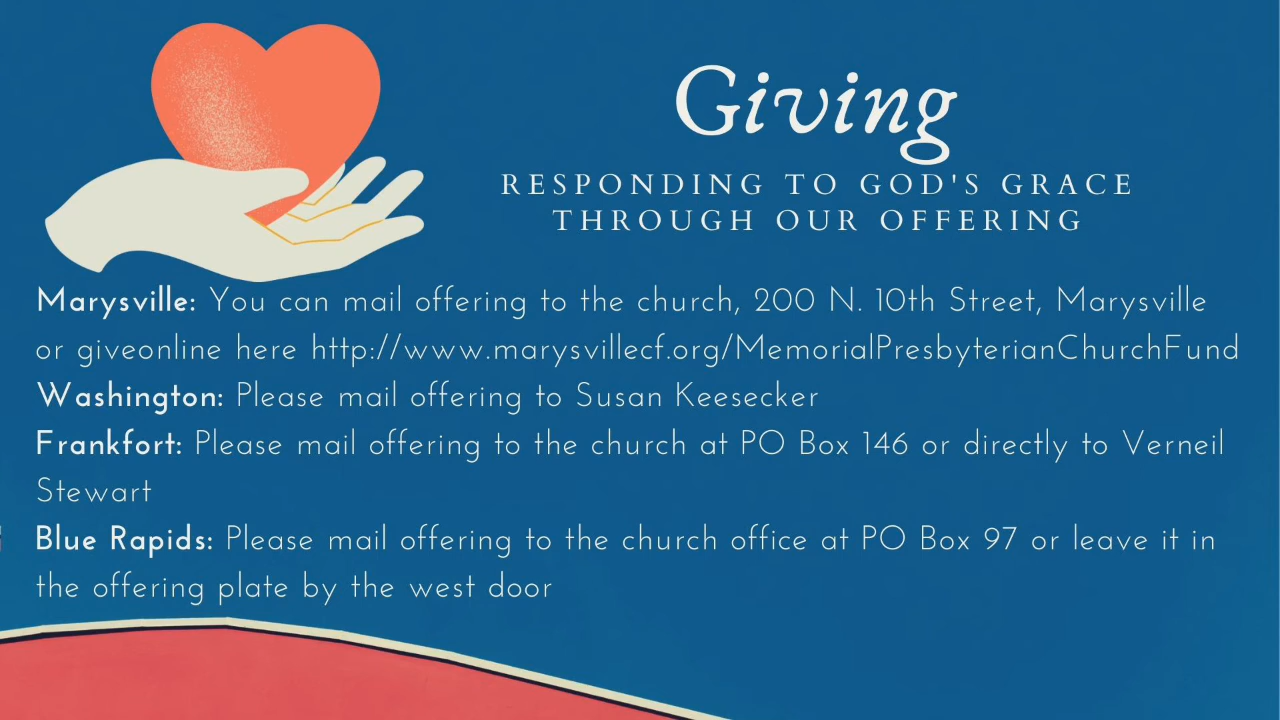 Giving
RESPONDING TO GOD'S GRACE
THROUGH OUR OFFERING
Marysville: You can mail offering to the church, 200 N. 10th Street, Marysville
or giveonline here http://www.marysvillecf.org/MemorialPresbyterianChurchFund
Washington: Please mail offering to Susan Keesecker
Frankfort: Please mail offering to the church at PO Box 146 or directly to Verneil
Stewart
Blue Rapids: Please mail offering to the church office at PO Box 97 or leave it in
the offering plate by the west door